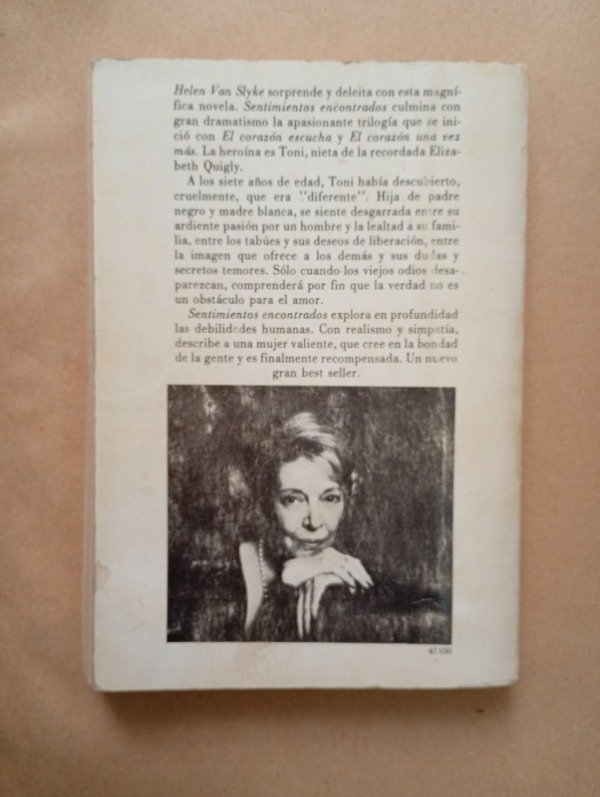 Helen Van Slyke sorprende y deleita con esta magní-
fica novela. Sentimientos encontrados culmina con
gran dramatismo la apasionante trilogía que se ini-
ció con El corazón escucha y El corazón una vez
más. La heroína es Toni, nieta de la recordada Eliza-
beth Quigly.
A los siete años de edad, Toni había descubierto,
cruelmente, que era "diferente". Hija de padre
negro y madre blanca, se siente desgarrada entre su
ardiente pasión por un hombre y la lealtad a su fami-
lia, entre los tabúes y sus deseos de liberación, entre
la imagen que ofrece a los demás y sus dudas y
secretos temores. Sólo cuando los viejos odios desa-
parezcan, comprenderá por fin que la verdad no es
un obstáculo para el amor.
Sentimientos encontrados explora en profundidad
las debilidades humanas. Con realismo y simpatía,
describe a una mujer valiente, que cree en la bondad
de la gente y es finalmente recompensada. Un nuevo
gran best seller.